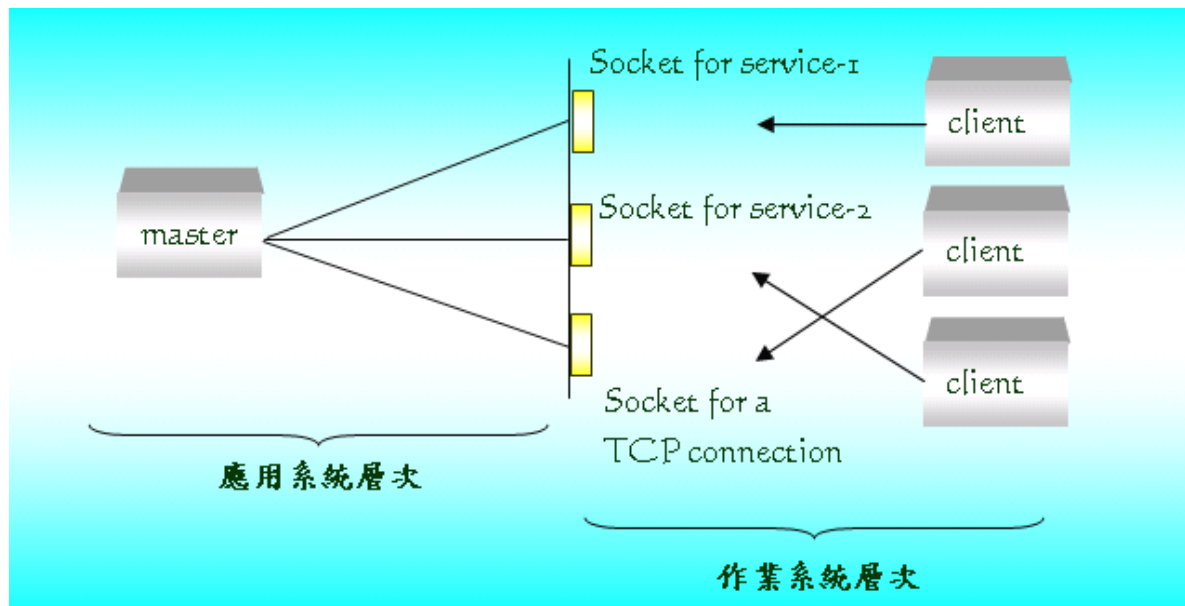 Socket for service-1
client
master
Socket for service-2
client
client
Socket for a
TCP connection
應用系統層次
作業系統層次